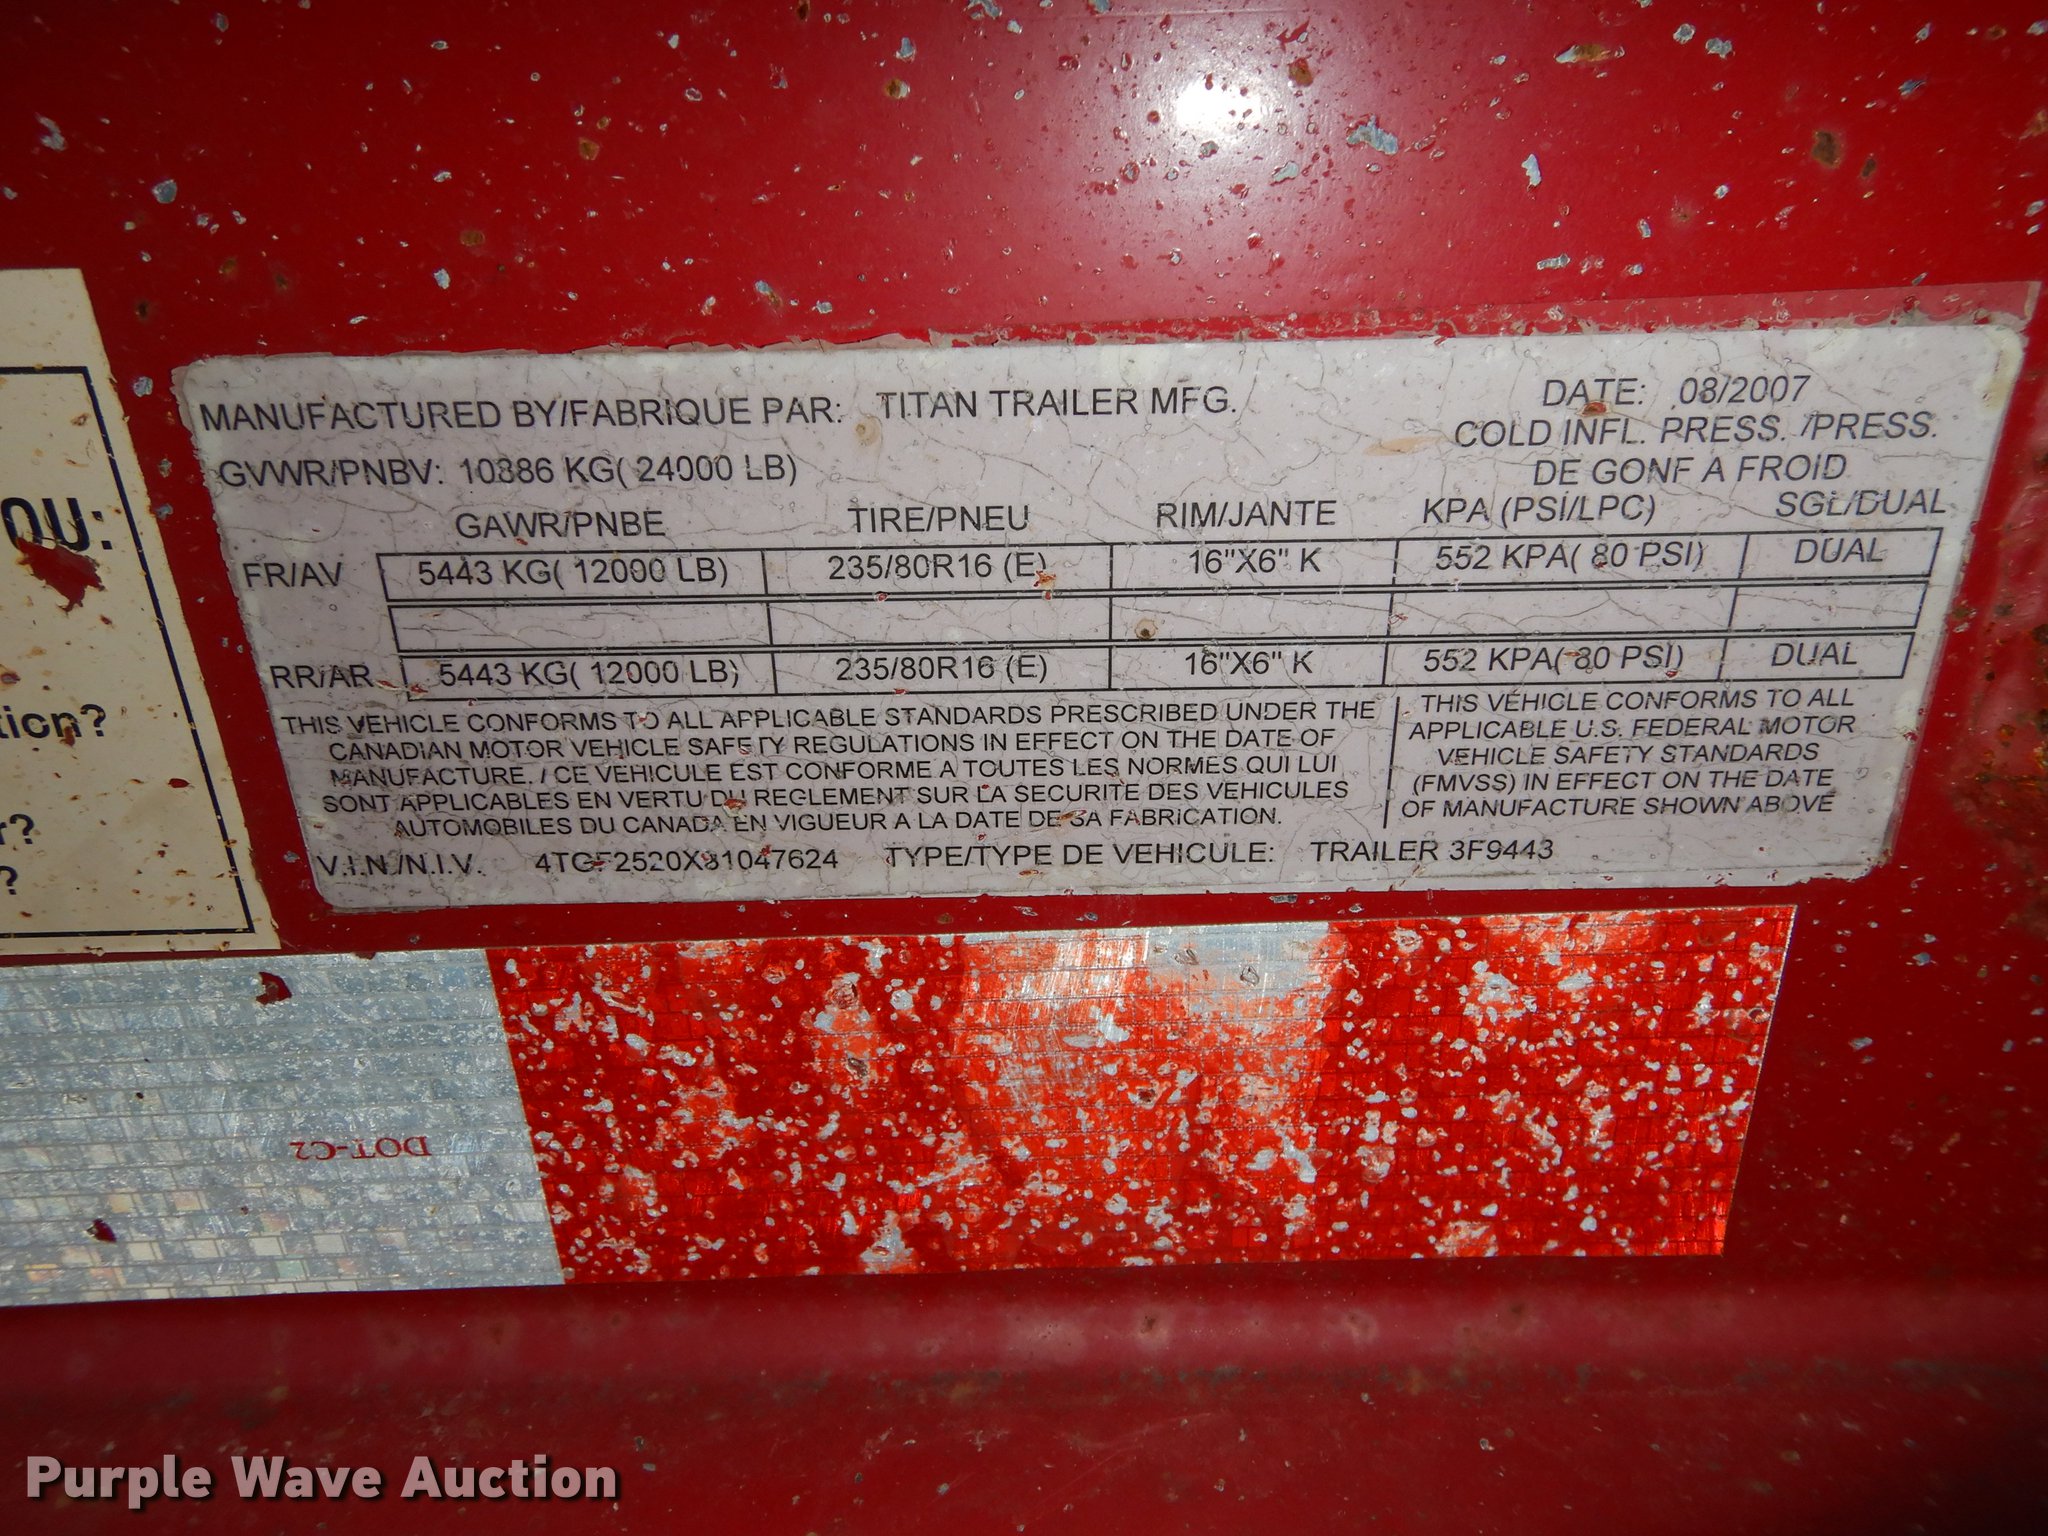 MANUFACTURED BY/FABRIQUE PAR: TITAN TRAILER MFG. DATE: 08/2007
GVWR/PNBV: 10886 KG( 24000 LB) COLD INFL. PRESS. /PRESS.
DE GONF A FROID
GAWR/PNBE TIRE/PNEU RIM/JANTE KPA (PSI/LPC) SGL/DUAL
FR/AV 5443 KG( 12000 LB) 235/80R16 (E) 16"X6" K 552 KPA( 80 PSI) DUAL
RR/AR 5443 KG( 12000 LB) 235/80R16 (E) 16"X6" K 552 KPA( 80 PSI) DUAL
THIS VEHICLE CONFORMS TO ALL APPLICABLE STANDARDS PRESCRIBED UNDER THE
CANADIAN MOTOR VEHICLE SAFETY REGULATIONS IN EFFECT ON THE DATE OF
MANUFACTURE. / CE VEHICULE EST CONFORME A TOUTES LES NORMES QUI LUI
SONT APPLICABLES EN VERTU DU REGLEMENT SUR LA SECURITE DES VEHICULES
AUTOMOBILES DU CANADA EN VIGUEUR A LA DATE DE SA FABRICATION.
THIS VEHICLE CONFORMS TO ALL
APPLICABLE U.S. FEDERAL MOTOR
VEHICLE SAFETY STANDARDS
(FMVSS) IN EFFECT ON THE DATE
OF MANUFACTURE SHOWN ABOVE
V.I.N./N.I.V. TYPE/TYPE DE VEHICULE: TRAILER 3F9443
OU:
tion?
r?
?
DOT-C2
Purple Wave Auction